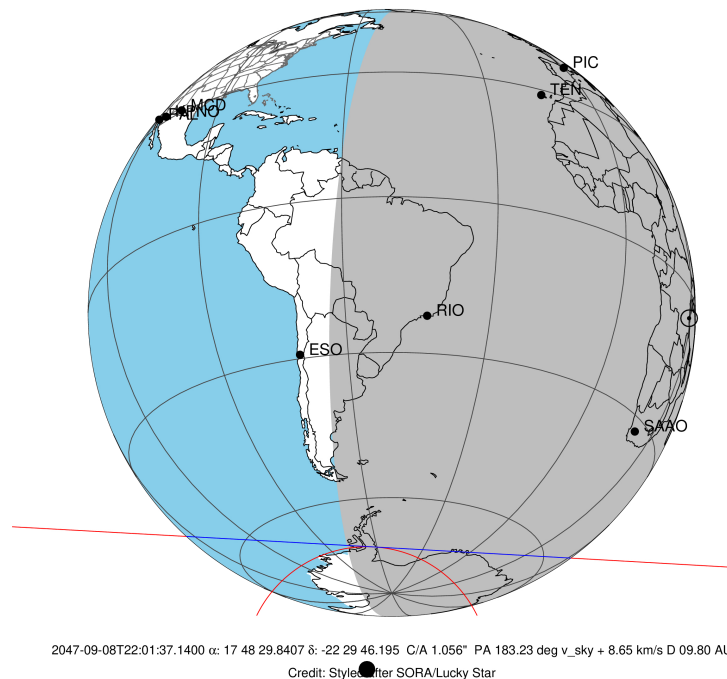 PIC
TEN
MCD
RIO
ESO
SAAO
2047-09-08T22:01:37.1400 α: 17 48 29.8407 δ: -22 29 46.195 C/A 1.056" PA 183.23 deg v_sky + 8.65 km/s D 09.80 AU
Credit: Styled after SORA/Lucky Star